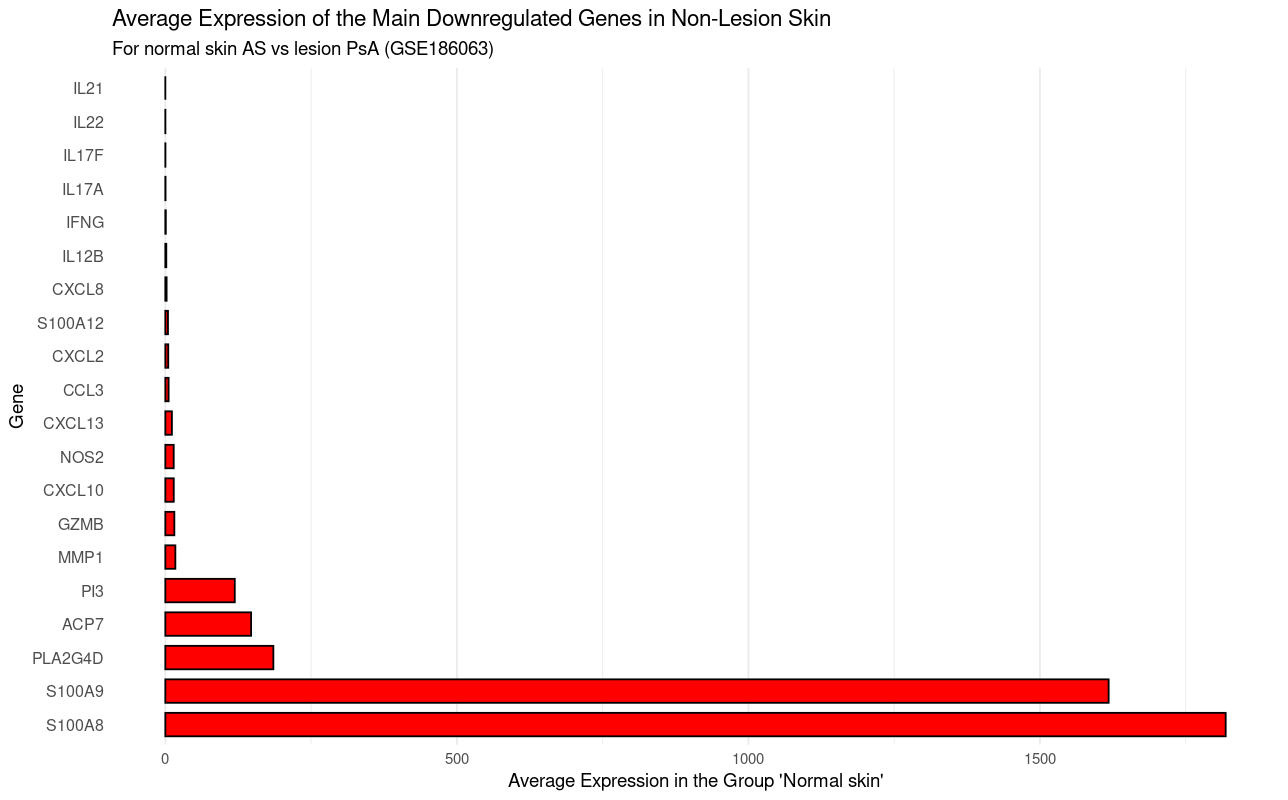 Average Expression of the Main Downregulated Genes in Non-Lesion Skin
For normal skin AS vs lesion PsA (GSE186063)
Gene
IL21
IL22
IL17F
IL17A
IFNG
IL12B
CXCL8
S100A12
CXCL2
CCL3
CXCL13
NOS2
CXCL10
GZMB
MMP1
PI3
ACP7
PLA2G4D
S100A9
S100A8
0 500 1000 1500
Average Expression in the Group 'Normal skin'